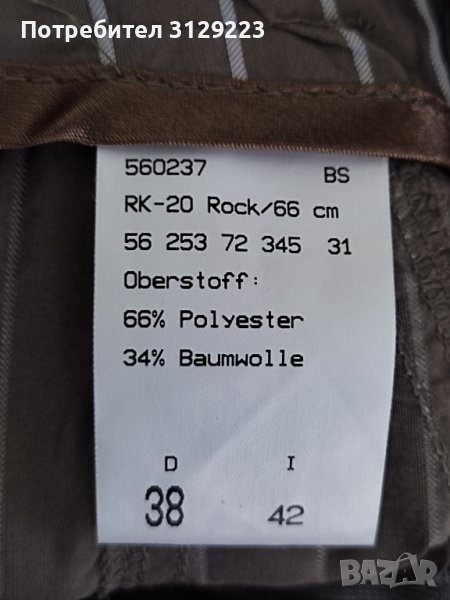 Потребител 3129223
560237 BS
RK-20 Rock/66 cm
56 253 72 345 31
Oberstoff:
66% Polyester
34% Baumwolle
D I
38 42
BAZAR